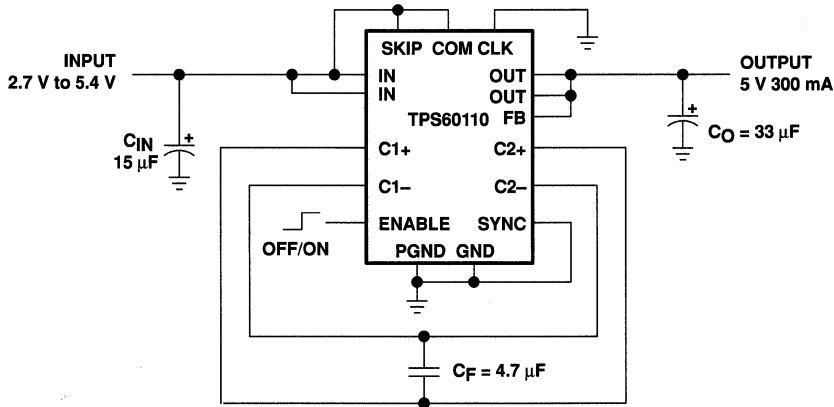 SKIP COM CLK
INPUT
2.7 V to 5.4 V
IN
IN
OUT
OUT
FB
TPS60110
OUTPUT
5 V 300 mA
CIN
15 μF
+
+
CO = 33 μF
C1+
C2+
C1–
C2–
ENABLE
SYNC
OFF/ON
PGND GND
CF = 4.7 μF